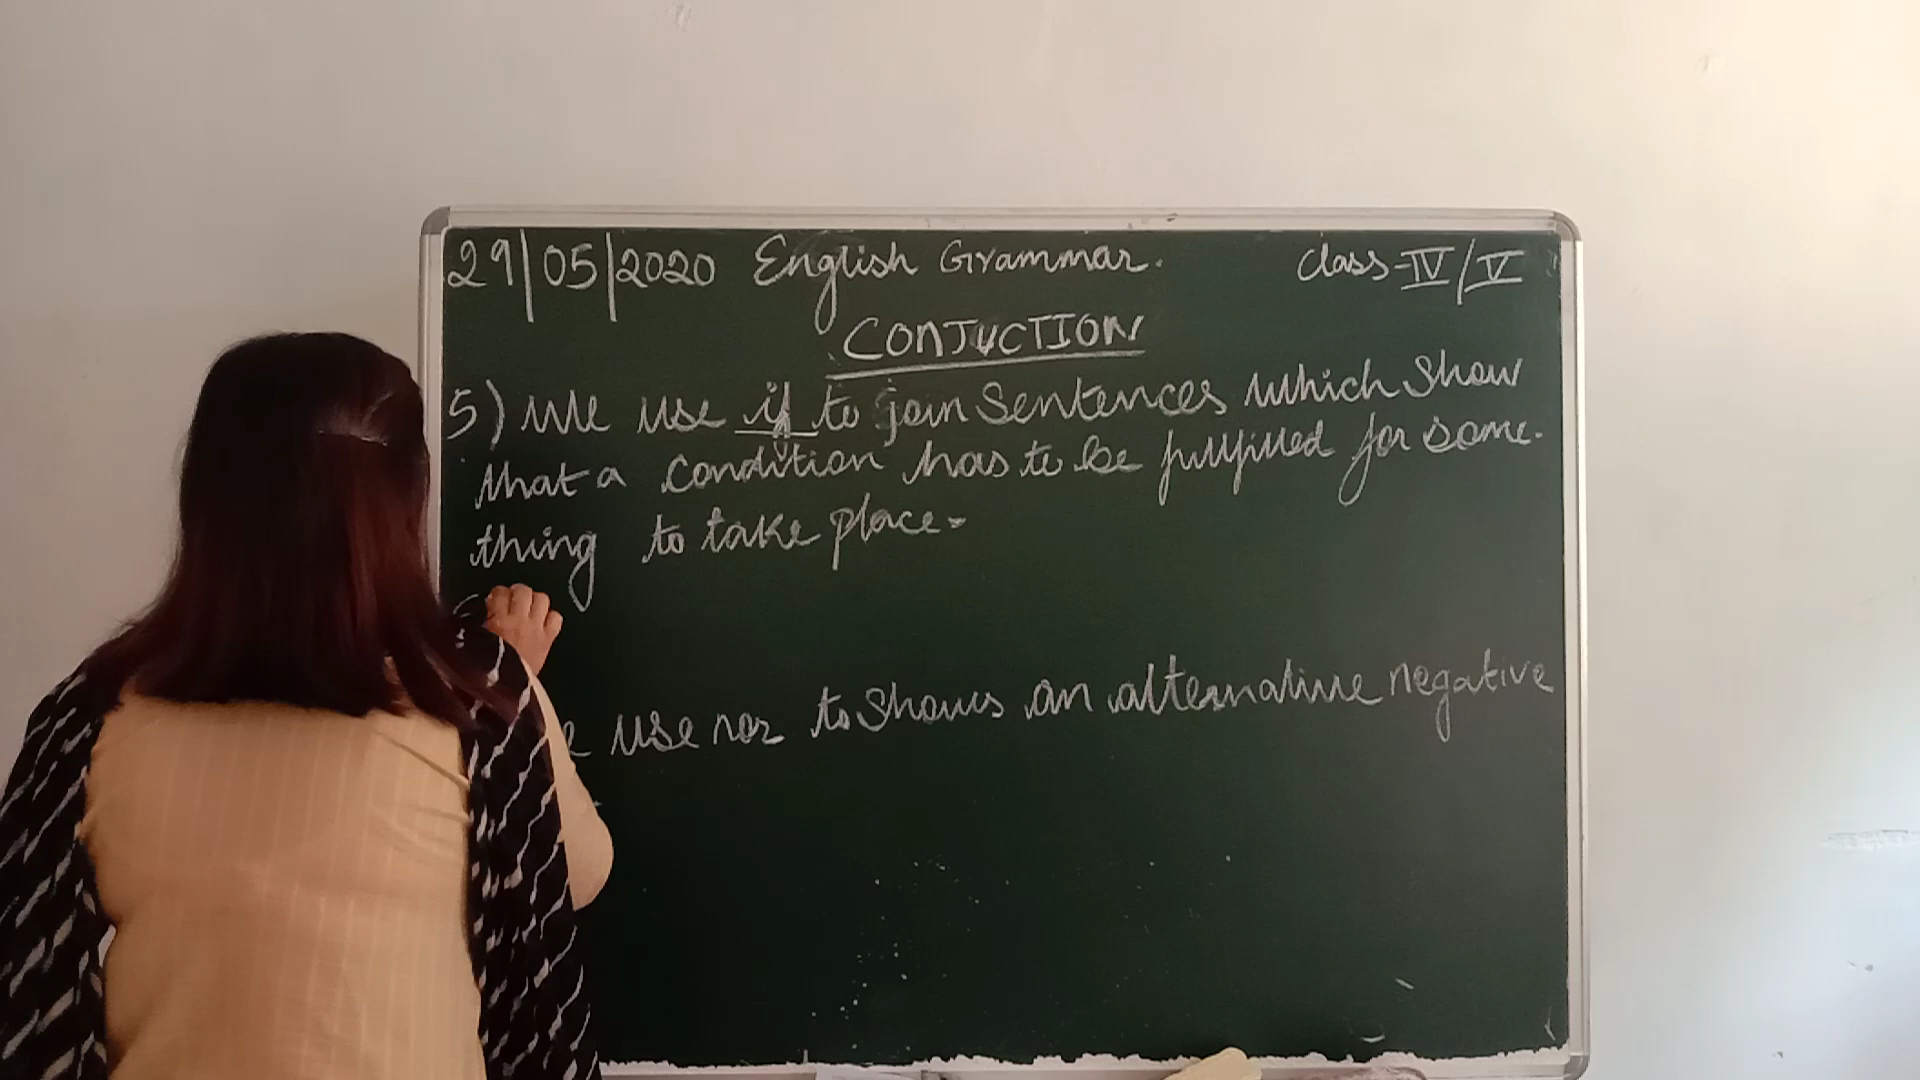 29/05/2020 English Grammar. Class-IV/V
CONJUCTION
5) We use if to join Sentences which show
that a condition has to be fulfilled for some-
thing to take place.
use nor to shows an alternative negative